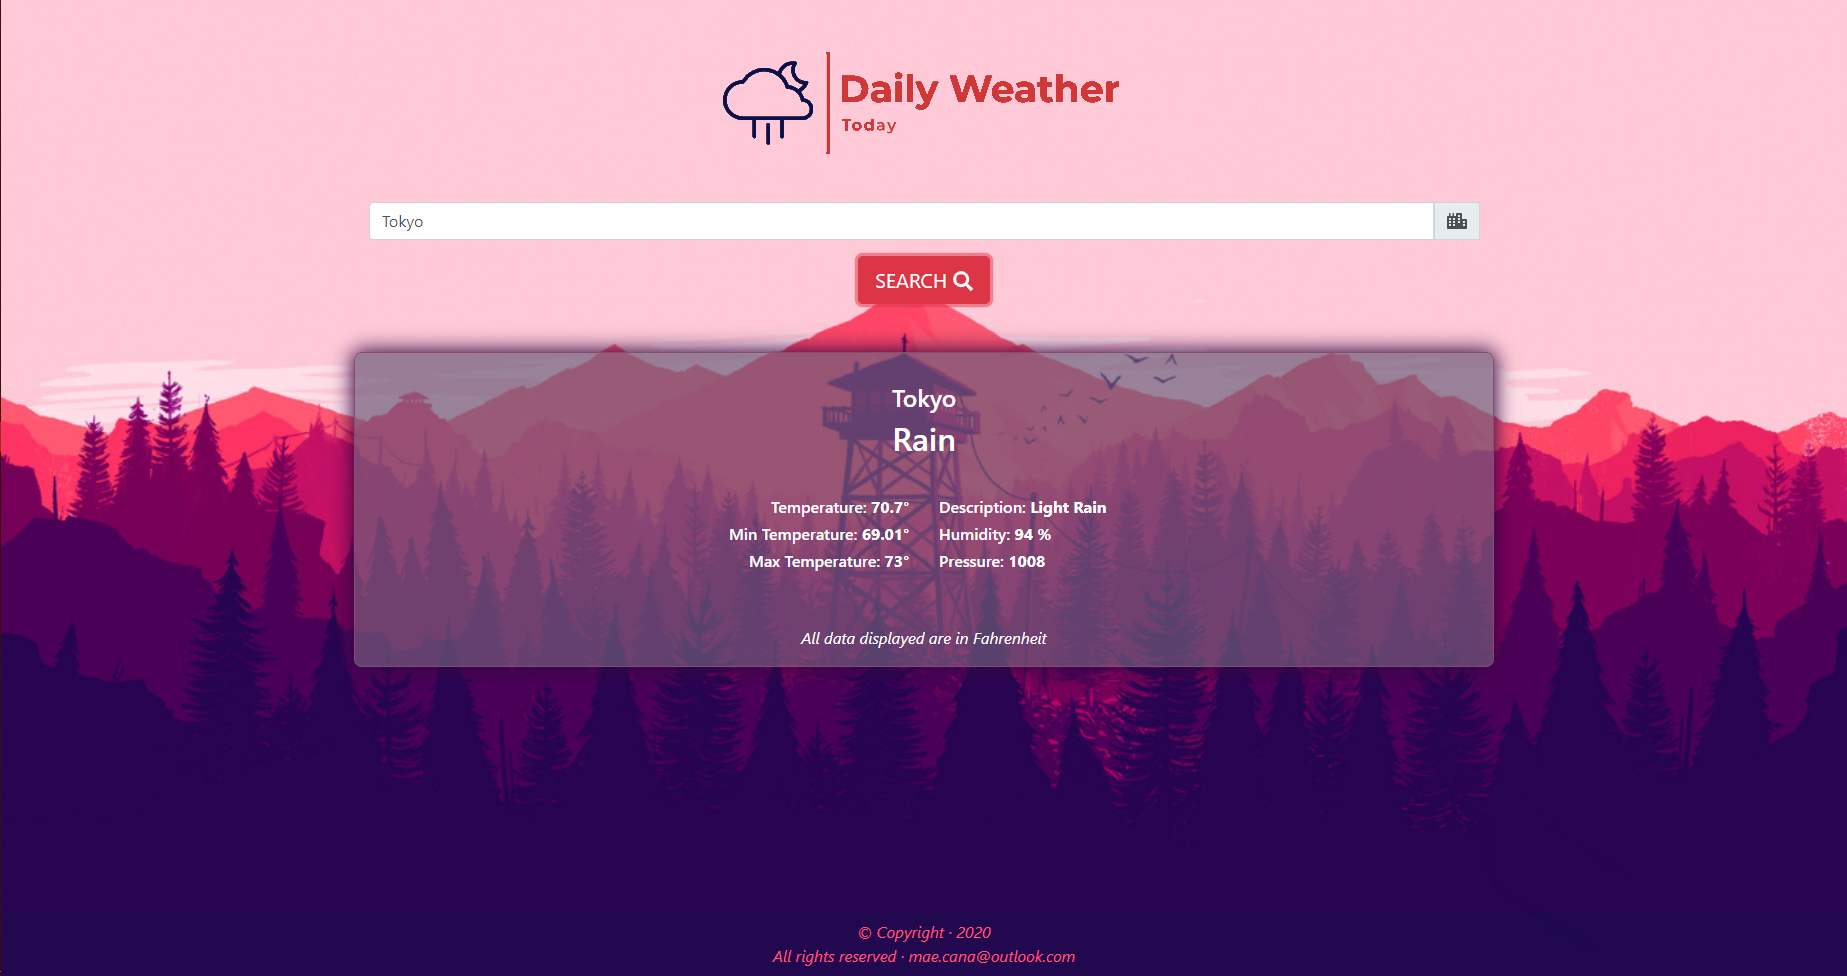 Daily Weather
Today
Tokyo
SEARCH
Tokyo
Rain
Temperature: 70.7°
Min Temperature: 69.01°
Max Temperature: 73°
Description: Light Rain
Humidity: 94 %
Pressure: 1008
All data displayed are in Fahrenheit
© Copyright · 2020
All rights reserved · mae.cana@outlook.com